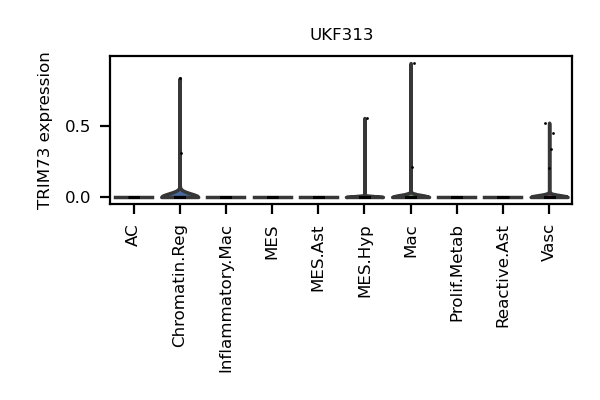 UKF313
TRIM73 expression
0.5
0.0
AC
Chromatin.Reg
Inflammatory.Mac
MES
MES.Ast
MES.Hyp
Mac
Prolif.Metab
Reactive.Ast
Vasc